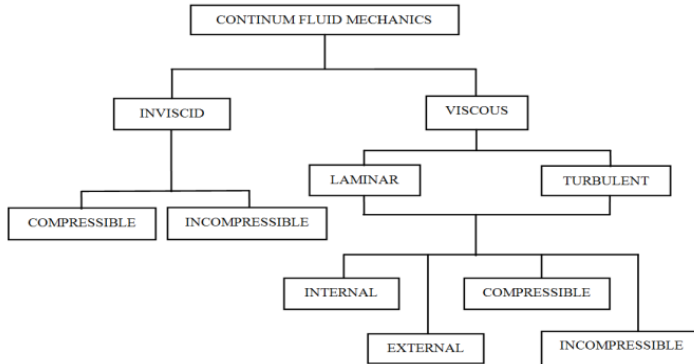 CONTINUM FLUID MECHANICS
INVISCID
VISCOUS
LAMINAR
TURBULENT
COMPRESSIBLE
INCOMPRESSIBLE
INTERNAL
COMPRESSIBLE
EXTERNAL
INCOMPRESSIBLE